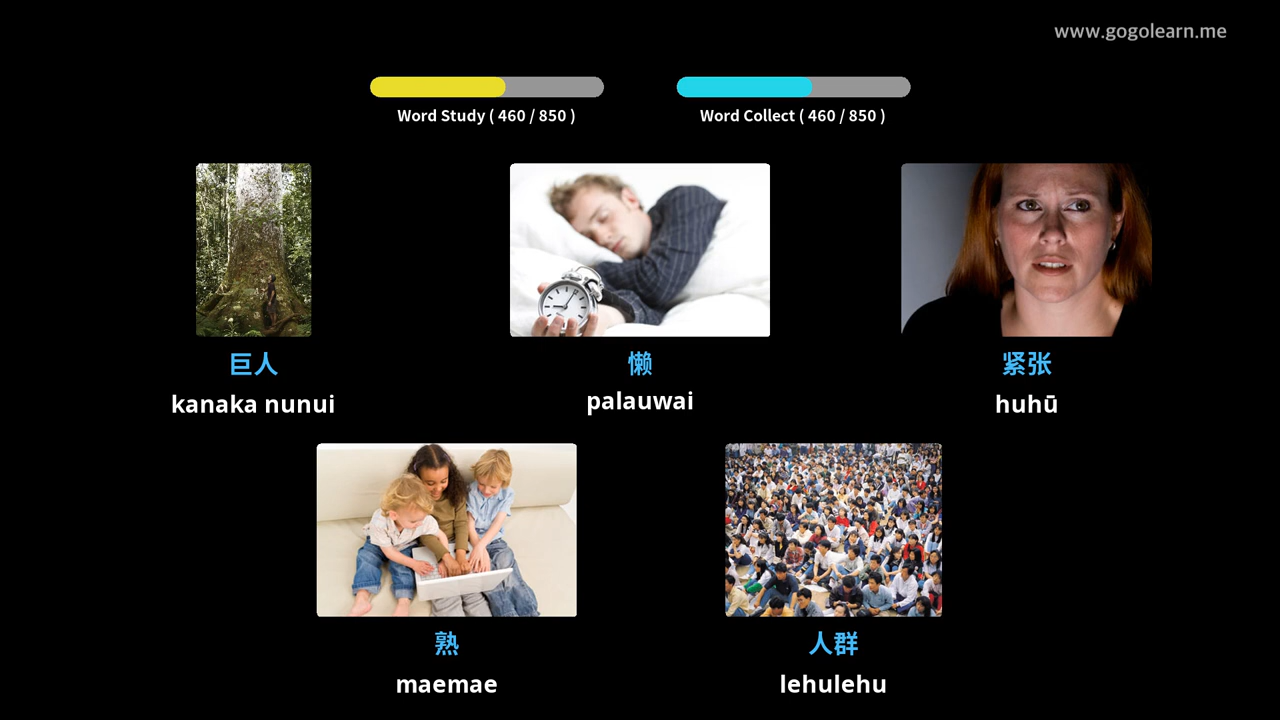 www.gogolearn.me
Word Study ( 460 / 850 )
Word Collect ( 460 / 850 )
巨人
kanaka nunui
懒
palauwai
紧张
huhū
熟
maemae
人群
lehulehu